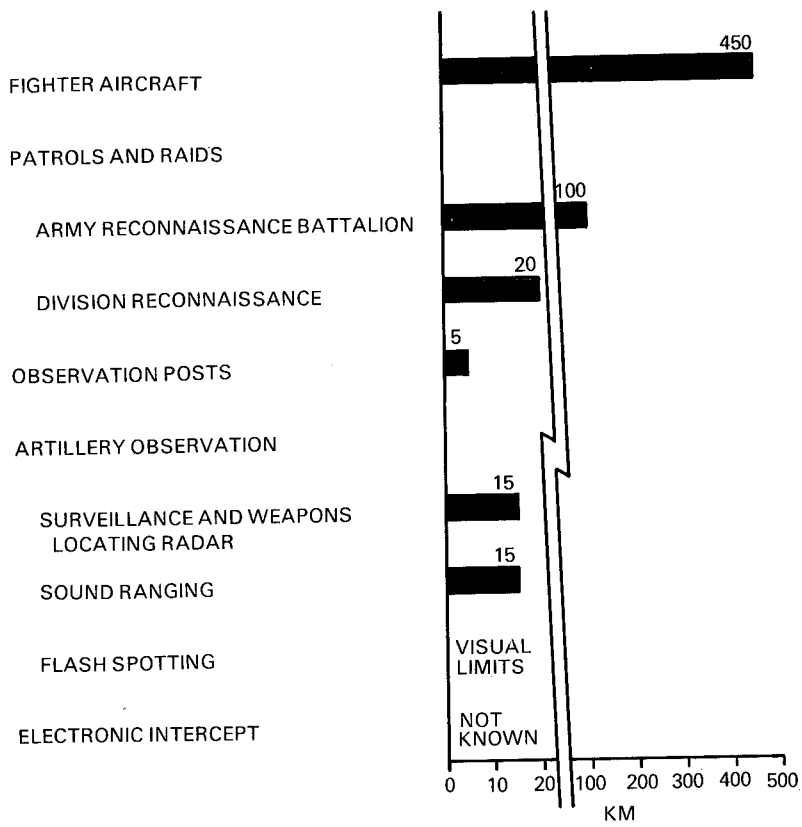 450
FIGHTER AIRCRAFT
PATROLS AND RAIDS
100
ARMY RECONNAISSANCE BATTALION
20
DIVISION RECONNAISSANCE
5
OBSERVATION POSTS
ARTILLERY OBSERVATION
15
SURVEILLANCE AND WEAPONS
LOCATING RADAR
15
SOUND RANGING
FLASH SPOTTING
VISUAL
LIMITS
ELECTRONIC INTERCEPT
NOT
KNOWN
0 10 20 100 200 300 400 500
KM